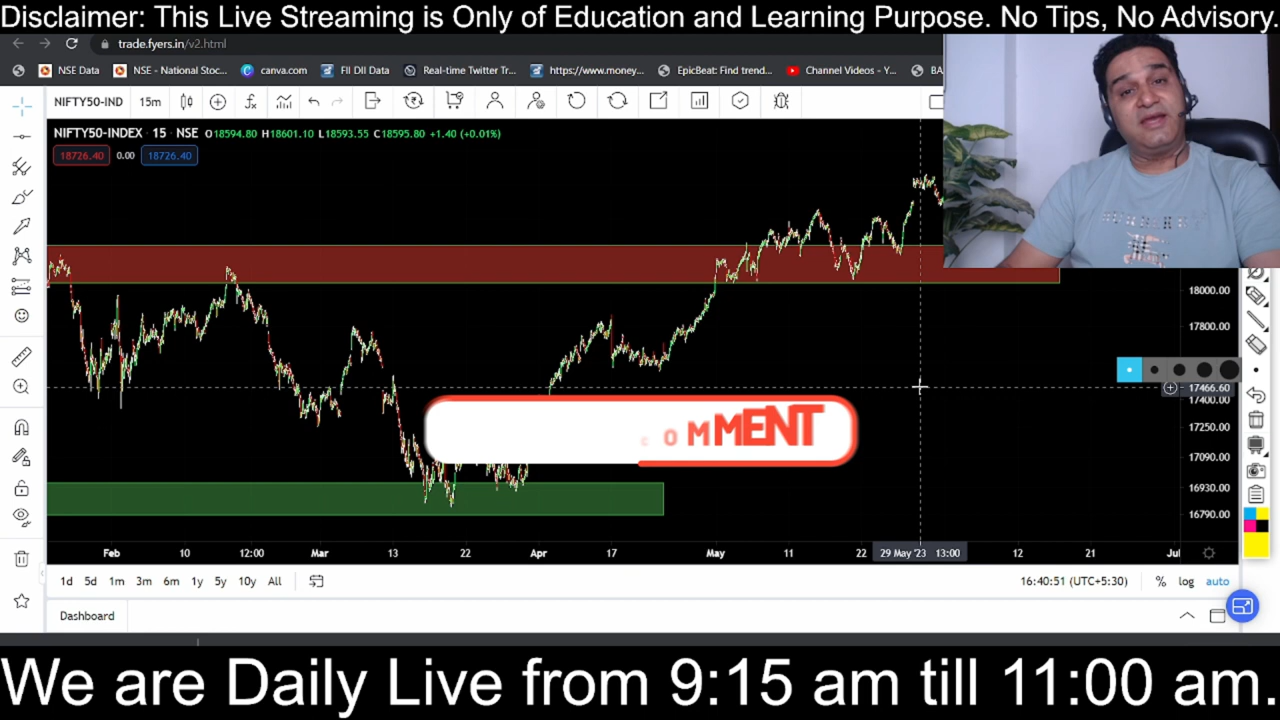 Disclaimer: This Live Streaming is Only of Education and Learning Purpose. No Tips, No Advisory.
trade.fyers.in/v2.html
NSE Data NSE - National Stoc... canva.com FII DII Data Real-time Twitter Tr... https://www.money... EpicBeat: Find trend... Channel Videos - Y... BA
NIFTY50-IND 15m
NIFTY50-INDEX · 15 · NSE O18594.80 H18601.10 L18593.55 C18595.80 +1.40 (+0.01%)
18726.40 0.00 18726.40
18000.00
17800.00
17466.60
17400.00
17250.00
17090.00
16930.00
16790.00
COMMENT
Feb 10 12:00 Mar 13 22 Apr 17 May 11 22 29 May '23 13:00 12 21 Jul
1d 5d 1m 3m 6m 1y 5y 10y All 16:40:51 (UTC+5:30) % log auto
Dashboard
We are Daily Live from 9:15 am till 11:00 am.